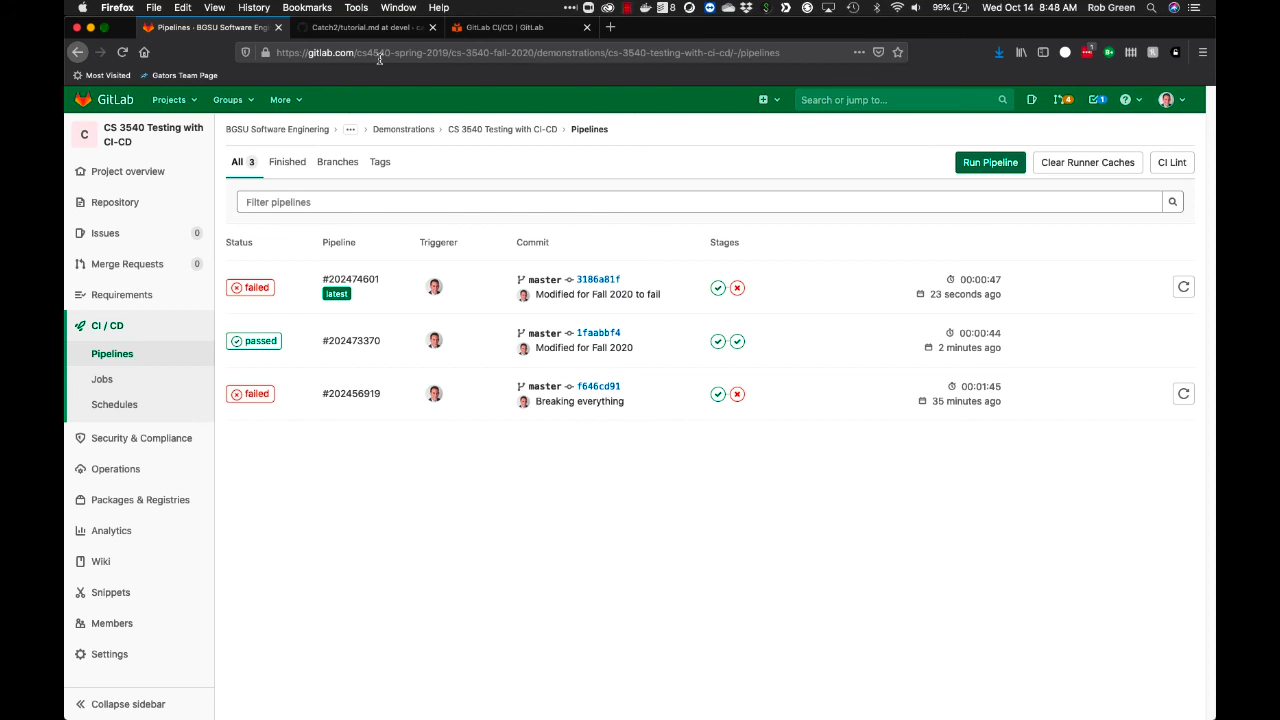 Firefox File Edit View History Bookmarks Tools Window Help 8 99% Wed Oct 14 8:48 AM Rob Green
Pipelines · BGSU Software Engi
Catch2/tutorial.md at devel · ca
GitLab CI/CD | GitLab
https://gitlab.com/cs4540-spring-2019/cs-3540-fall-2020/demonstrations/cs-3540-testing-with-ci-cd/-/pipelines
Most Visited Gators Team Page
GitLab Projects Groups More Search or jump to... 4 1
C CS 3540 Testing with CI-CD
Project overview
Repository
Issues 0
Merge Requests 0
Requirements
CI / CD
Pipelines
Jobs
Schedules
Security & Compliance
Operations
Packages & Registries
Analytics
Wiki
Snippets
Members
Settings
Collapse sidebar
BGSU Software Enginering › ··· › Demonstrations › CS 3540 Testing with CI-CD › Pipelines
All 3 Finished Branches Tags Run Pipeline Clear Runner Caches CI Lint
Filter pipelines
Status Pipeline Triggerer Commit Stages
failed #202474601 latest master 3186a81f 00:00:47
Modified for Fall 2020 to fail 23 seconds ago
passed #202473370 master 1faabbf4 00:00:44
Modified for Fall 2020 2 minutes ago
failed #202456919 master f646cd91 00:01:45
Breaking everything 35 minutes ago